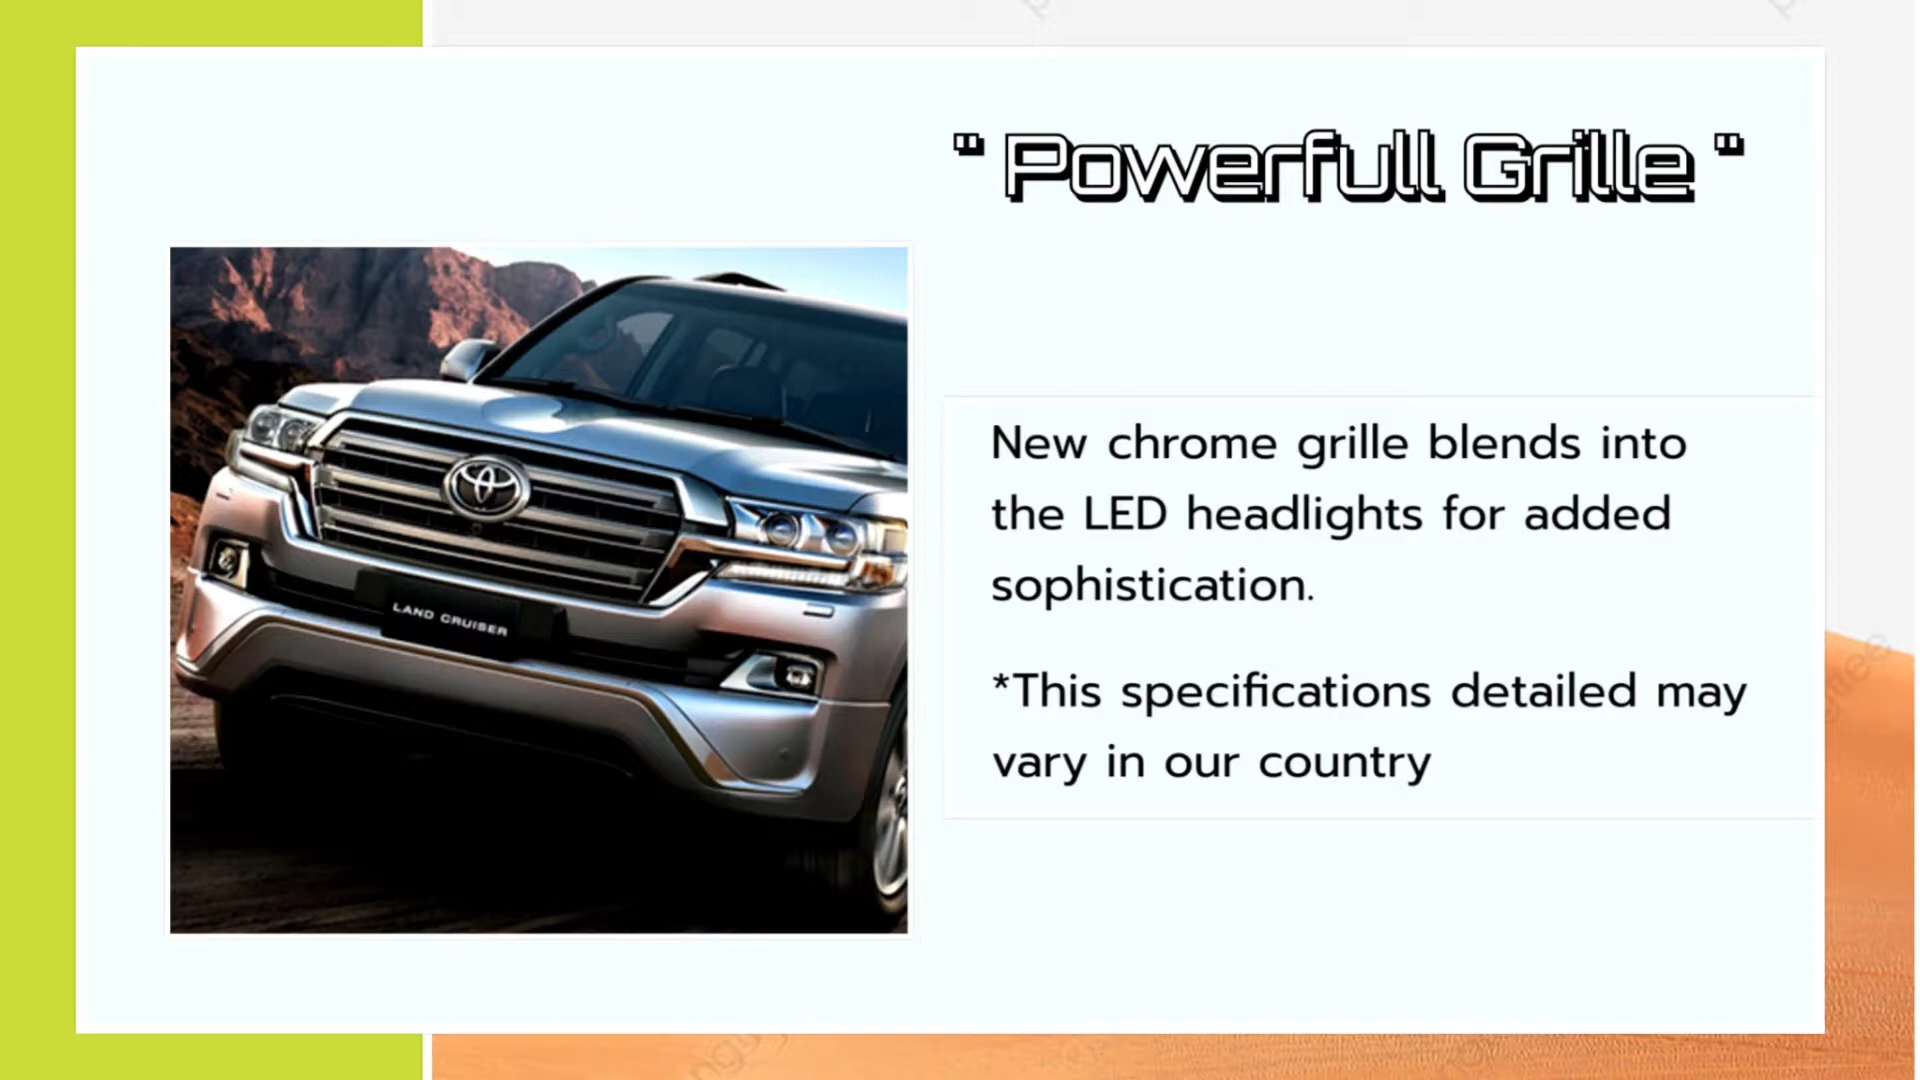 " Powerfull Grille "
LAND CRUISER
New chrome grille blends into
the LED headlights for added
sophistication.
*This specifications detailed may
vary in our country